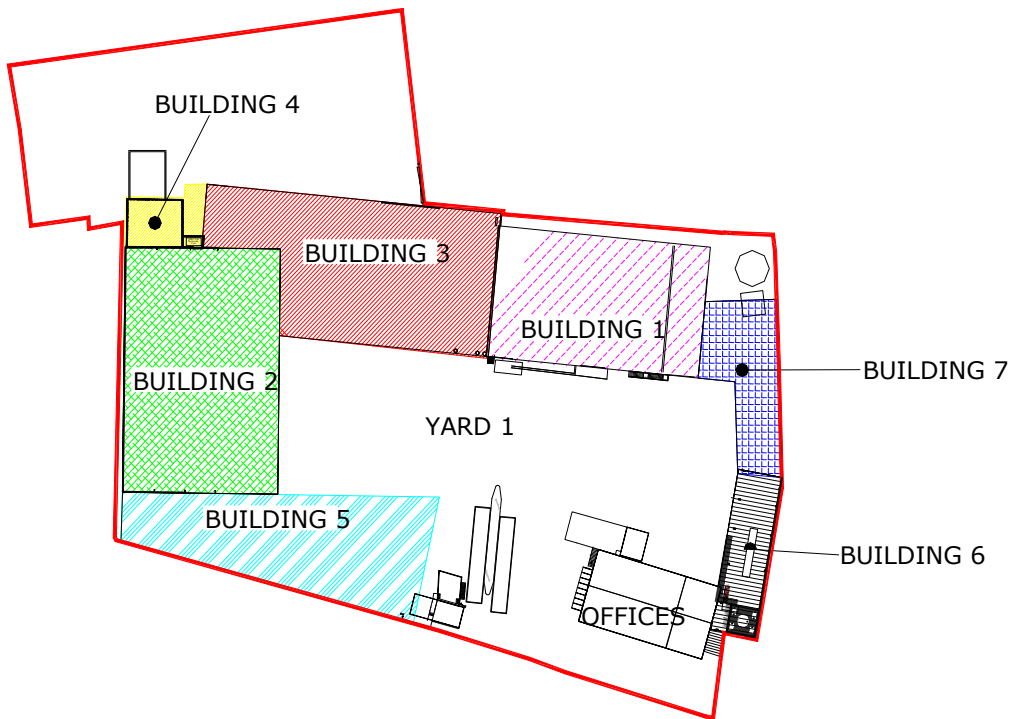 BUILDING 4
BUILDING 3
BUILDING 1
BUILDING 7
BUILDING 2
YARD 1
BUILDING 5
BUILDING 6
OFFICES